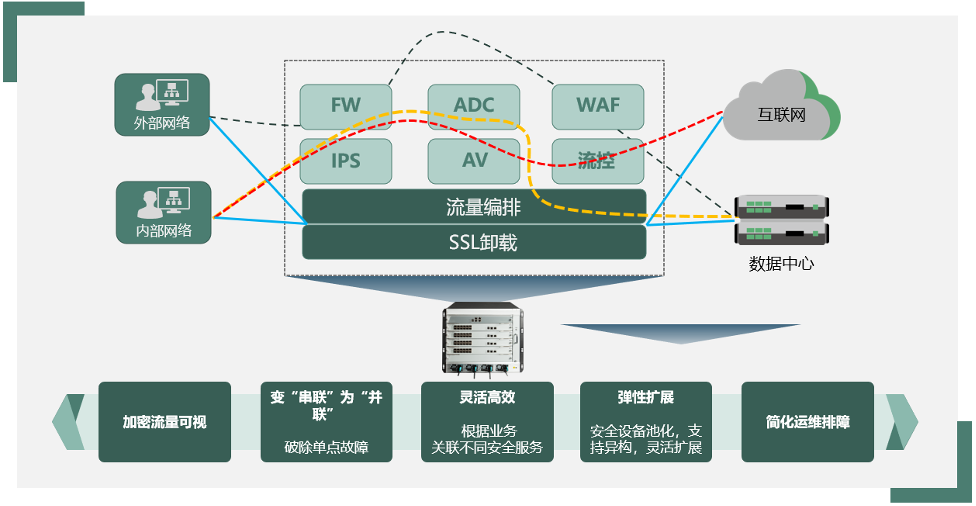 FW
ADC
WAF
外部网络
互联网
IPS
AV
流控
内部网络
流量编排
SSL卸载
数据中心
加密流量可视
变“串联”为“并
联”
破除单点故障
灵活高效
根据业务
关联不同安全服务
弹性扩展
安全设备池化，支
持异构，灵活扩展
简化运维排障